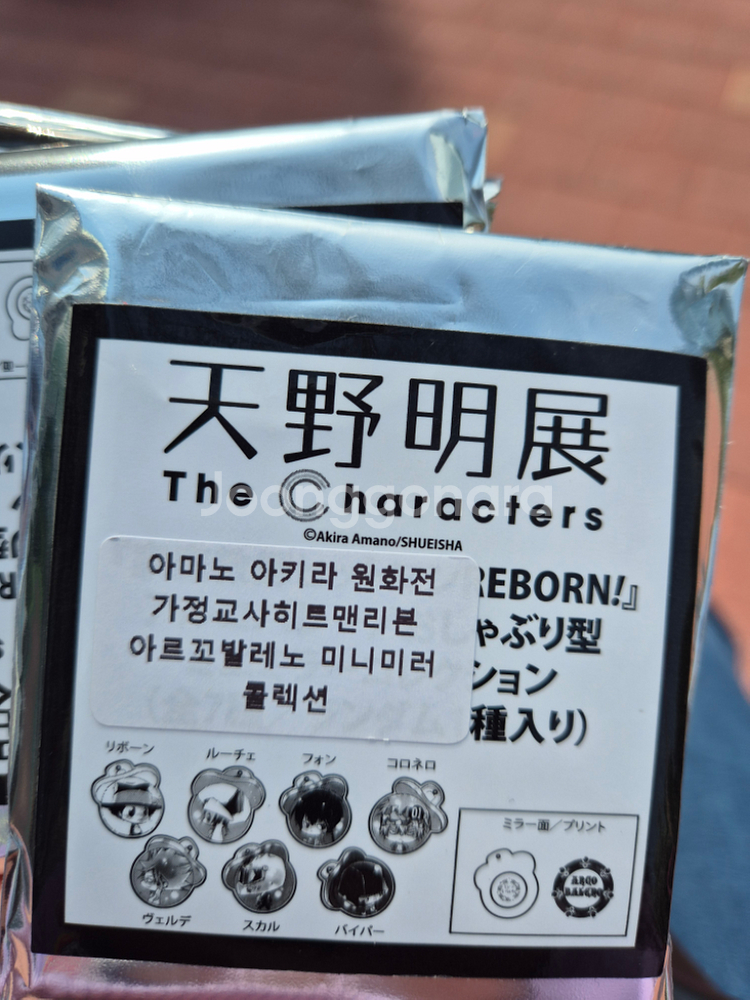 天野明展
The Characters
©Akira Amano/SHUEISHA
아마노 아키라 원화전
가정교사히트맨리본
아르꼬발레노 미니미러
콜렉션
REBORN!』
しゃぶり型
ション
種入り)
リボーン ルーチェ フォン コロネロ
ヴェルデ スカル バイパー
ミラー面/プリント
ARCO
BALENO
Joonggonara